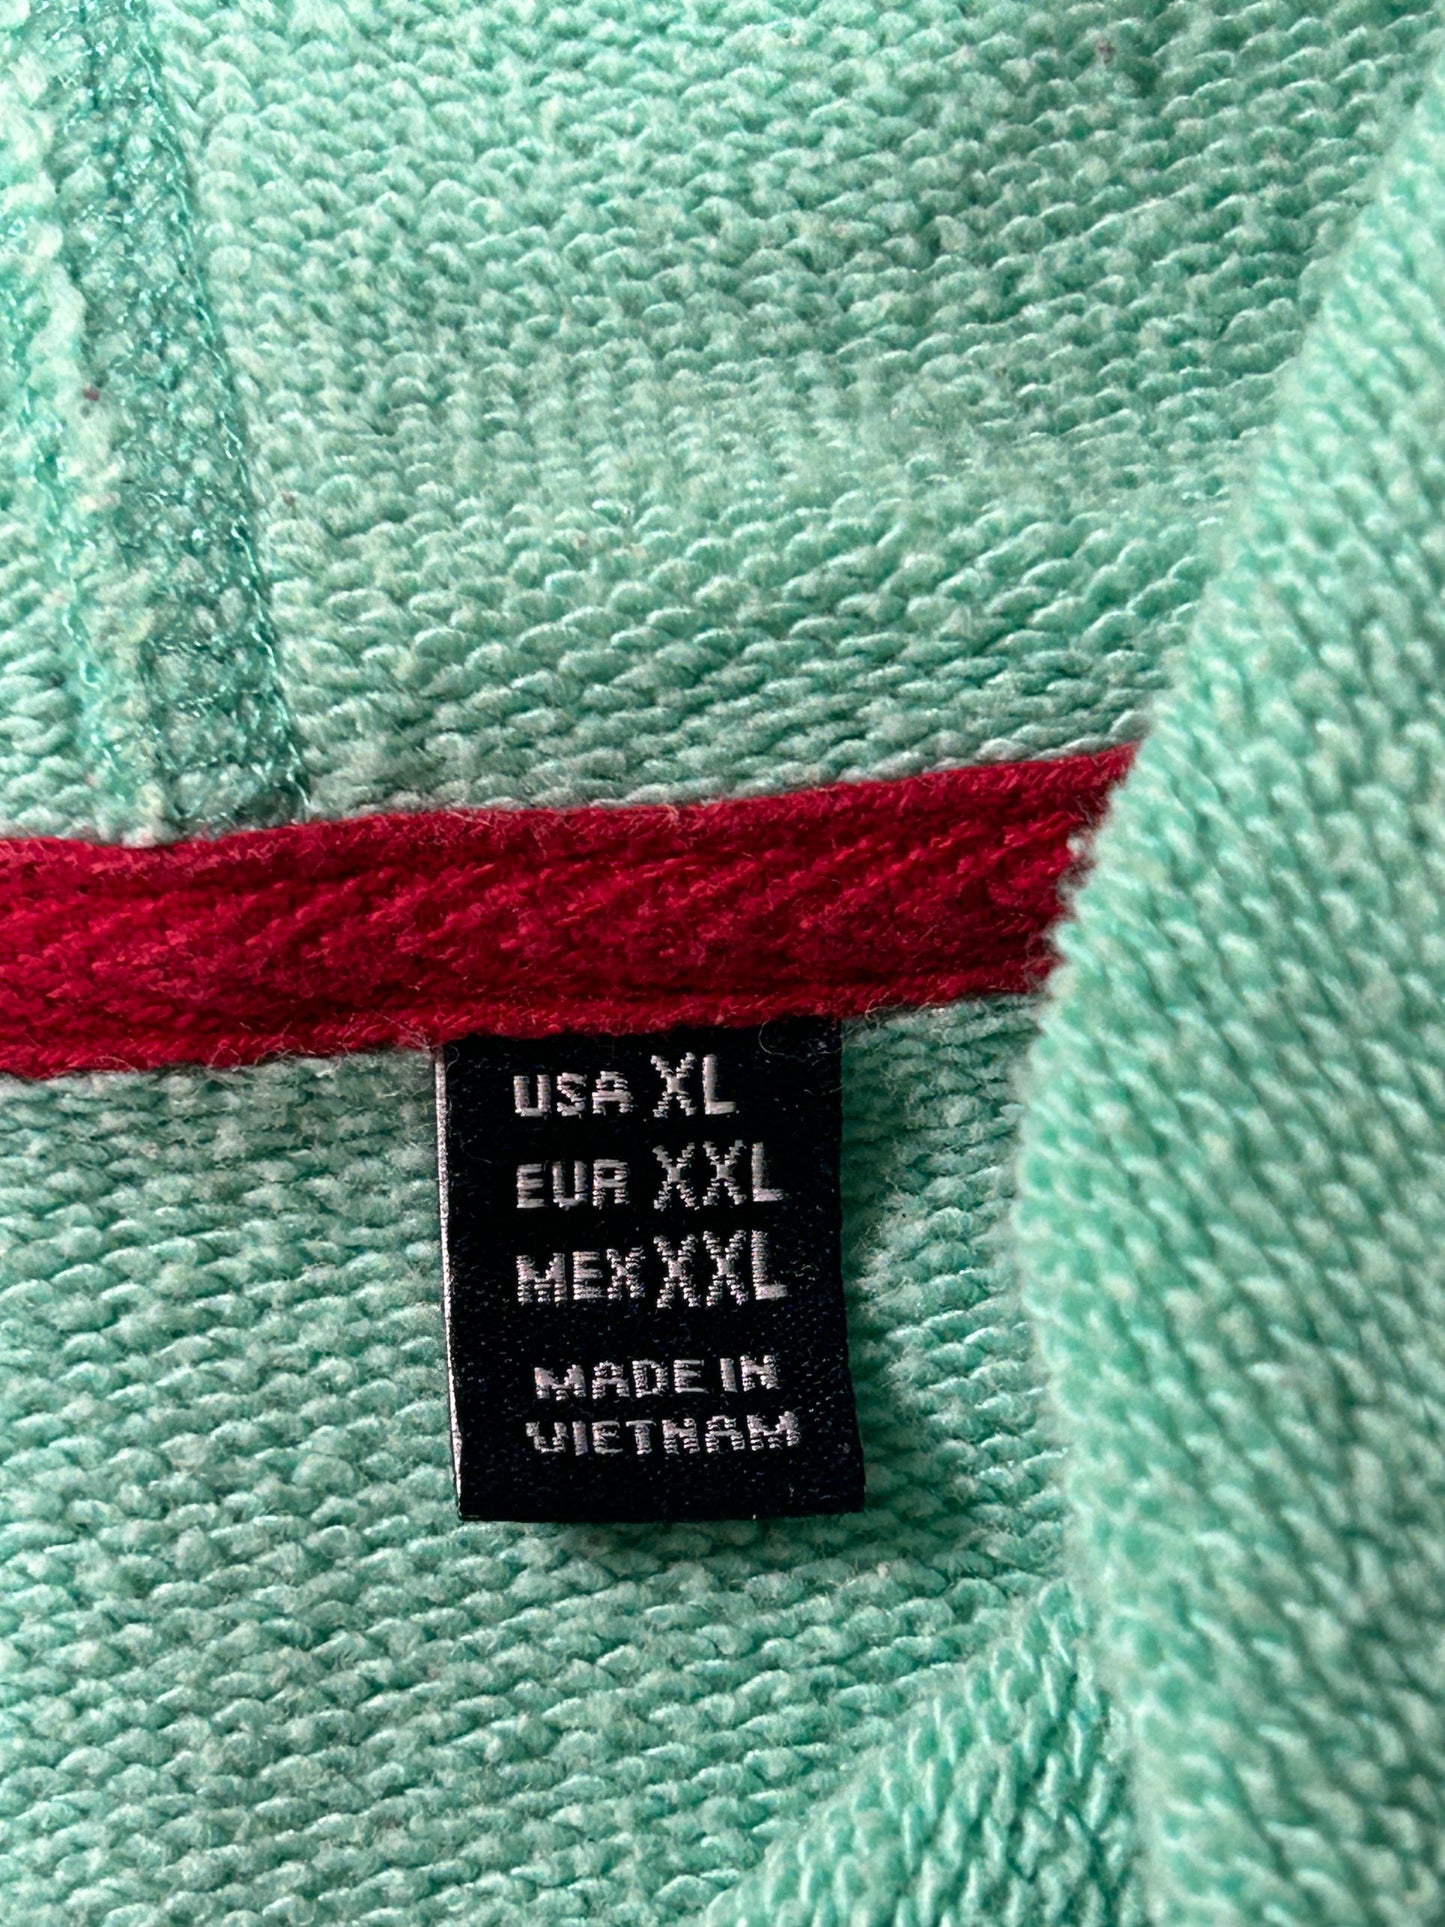 USA XL
EUR XXL
MEX XXL
MADE IN
VIETNAM